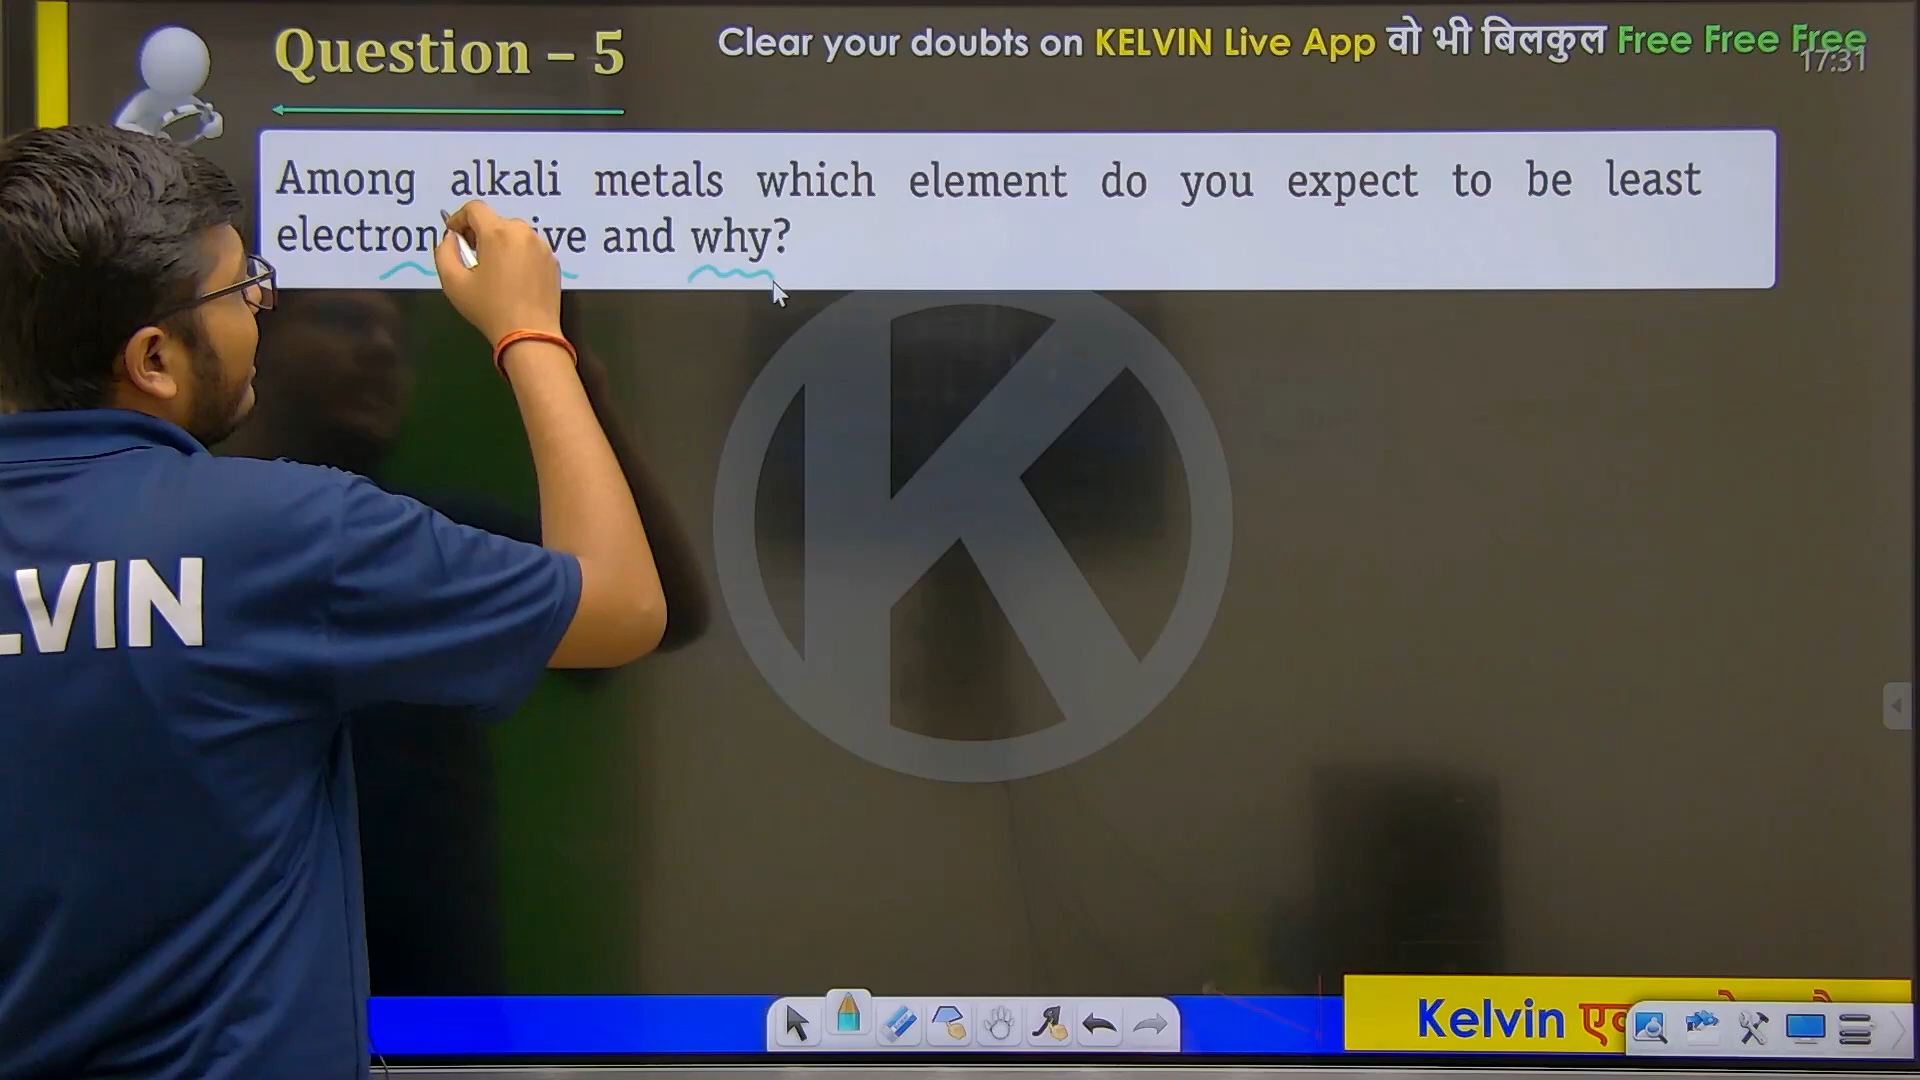 Question – 5
Clear your doubts on KELVIN Live App वो भी बिलकुल Free Free Free
17:31
Among alkali metals which element do you expect to be least
and why?
LVIN
K
Kelvin